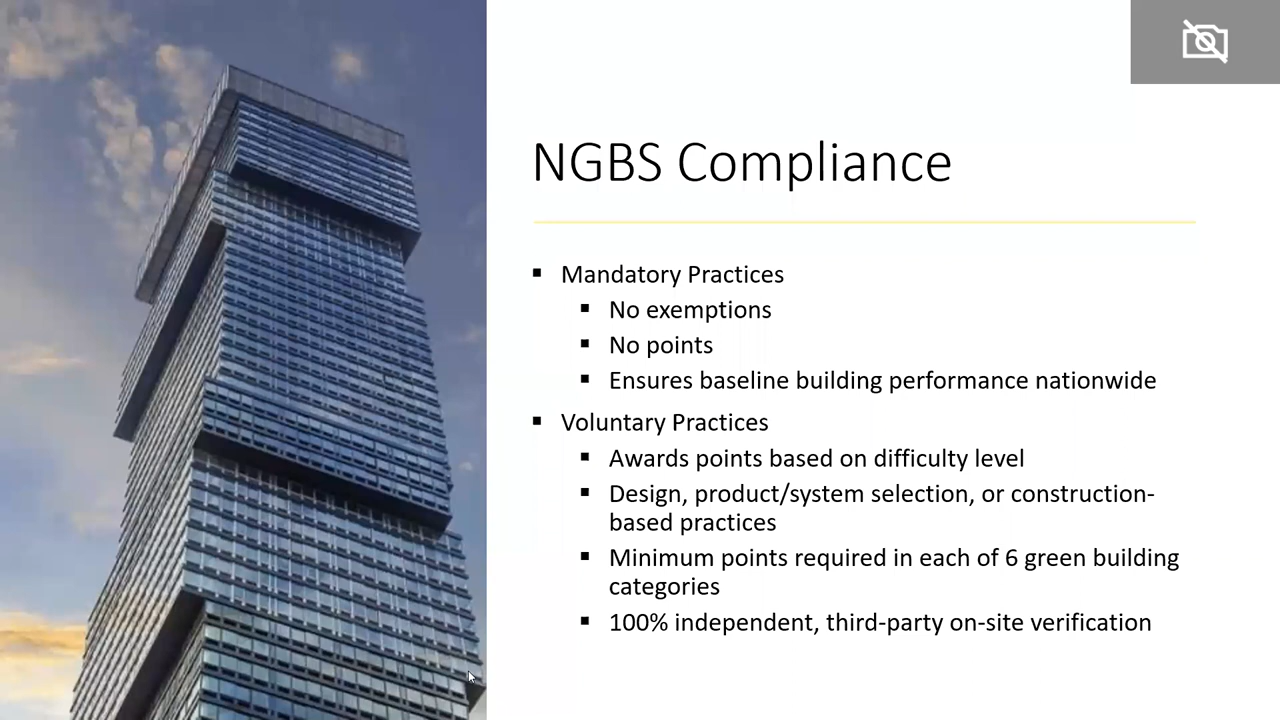 NGBS Compliance
▪ Mandatory Practices
▪ No exemptions
▪ No points
▪ Ensures baseline building performance nationwide
▪ Voluntary Practices
▪ Awards points based on difficulty level
▪ Design, product/system selection, or construction-
based practices
▪ Minimum points required in each of 6 green building
categories
▪ 100% independent, third-party on-site verification